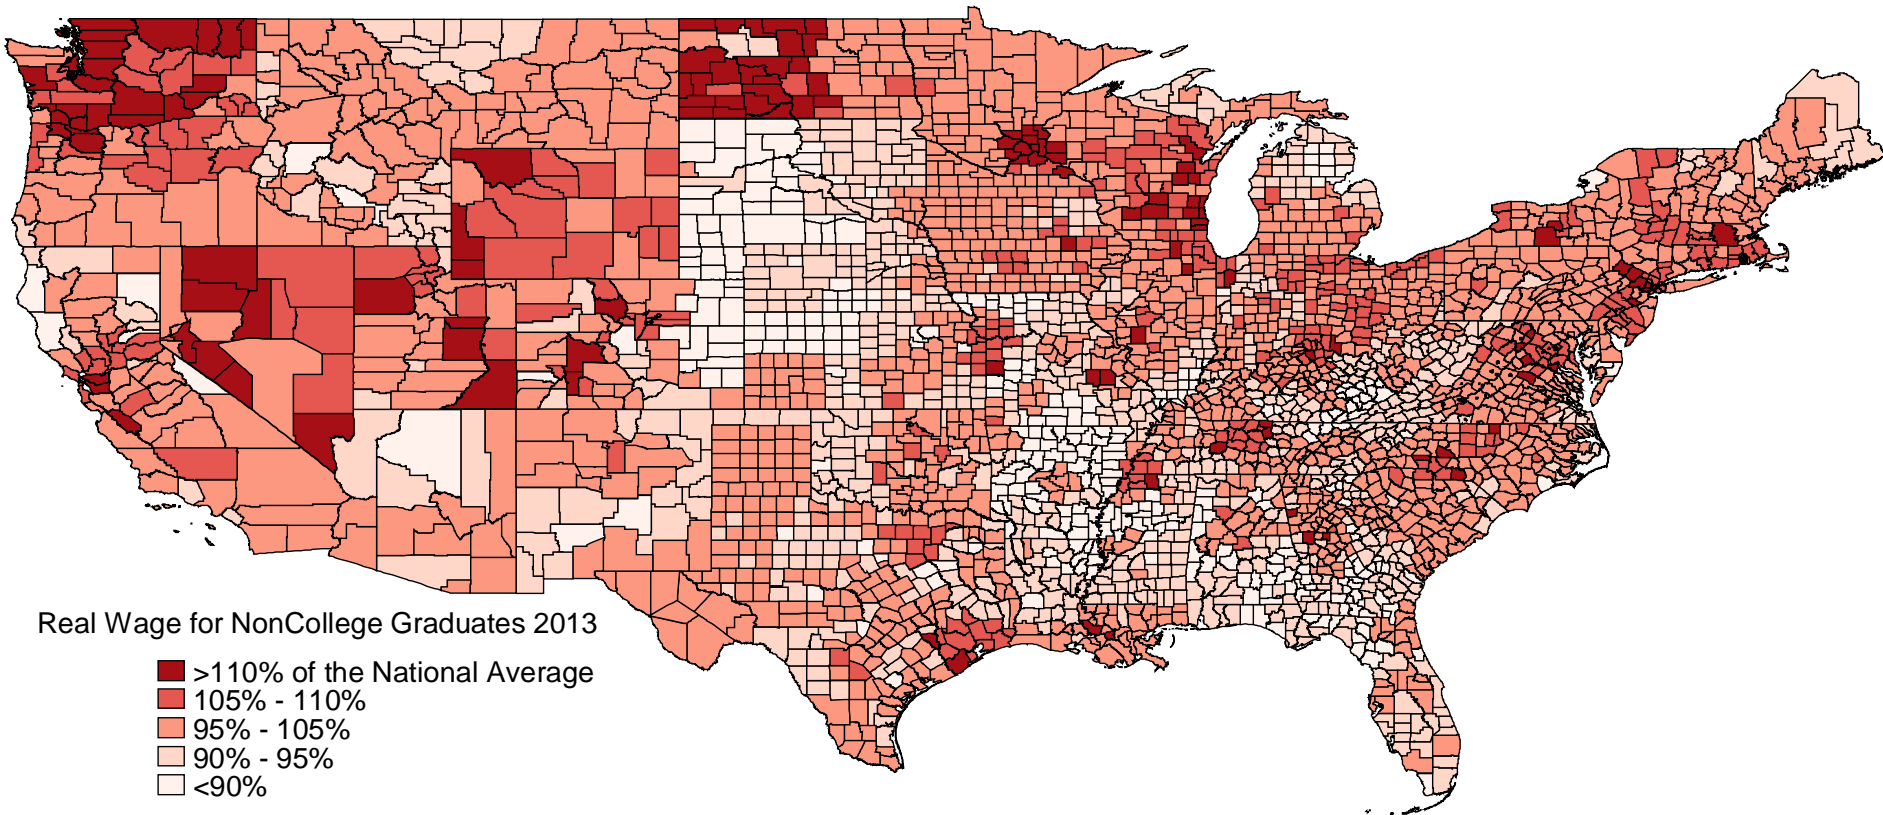 Real Wage for NonCollege Graduates 2013
>110% of the National Average
105% - 110%
95% - 105%
90% - 95%
<90%